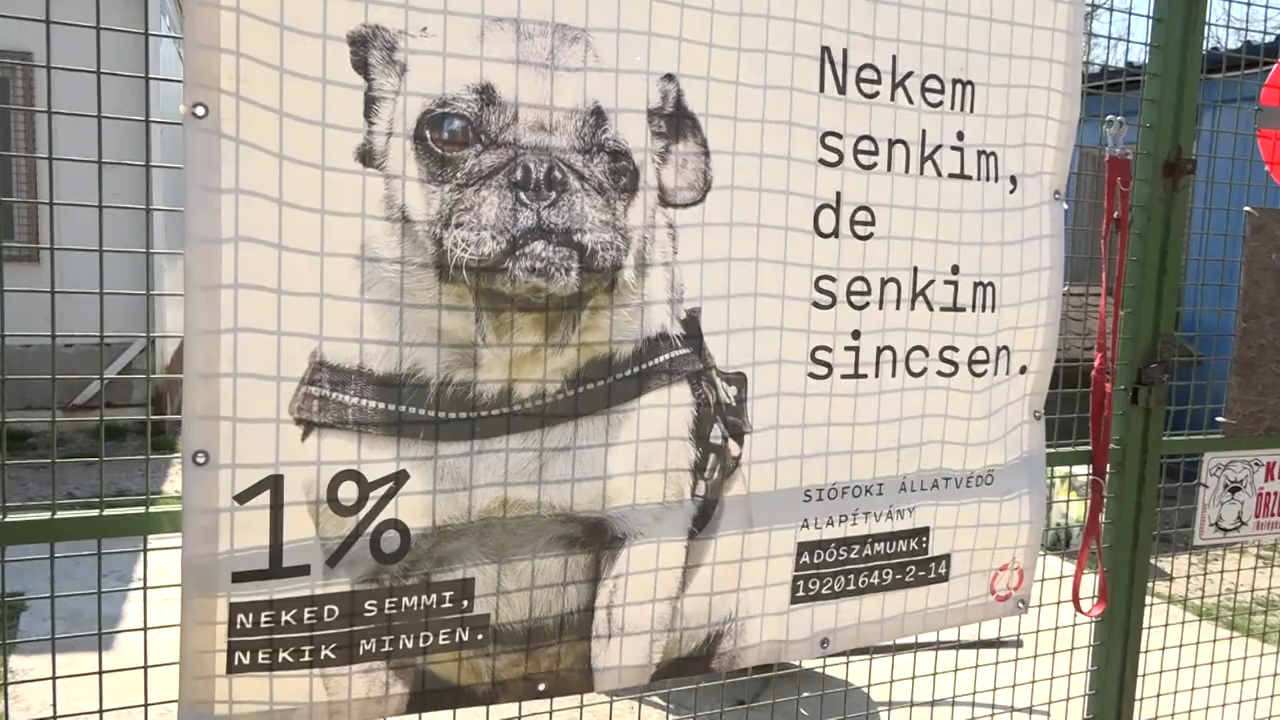 Nekem
senkim,
de
senkim
sincsen.
1%
NEKED SEMMI,
NEKIK MINDEN.
SIÓFOKI ÁLLATVÉDŐ
ALAPÍTVÁNY
ADÓSZÁMUNK:
19201649-2-14